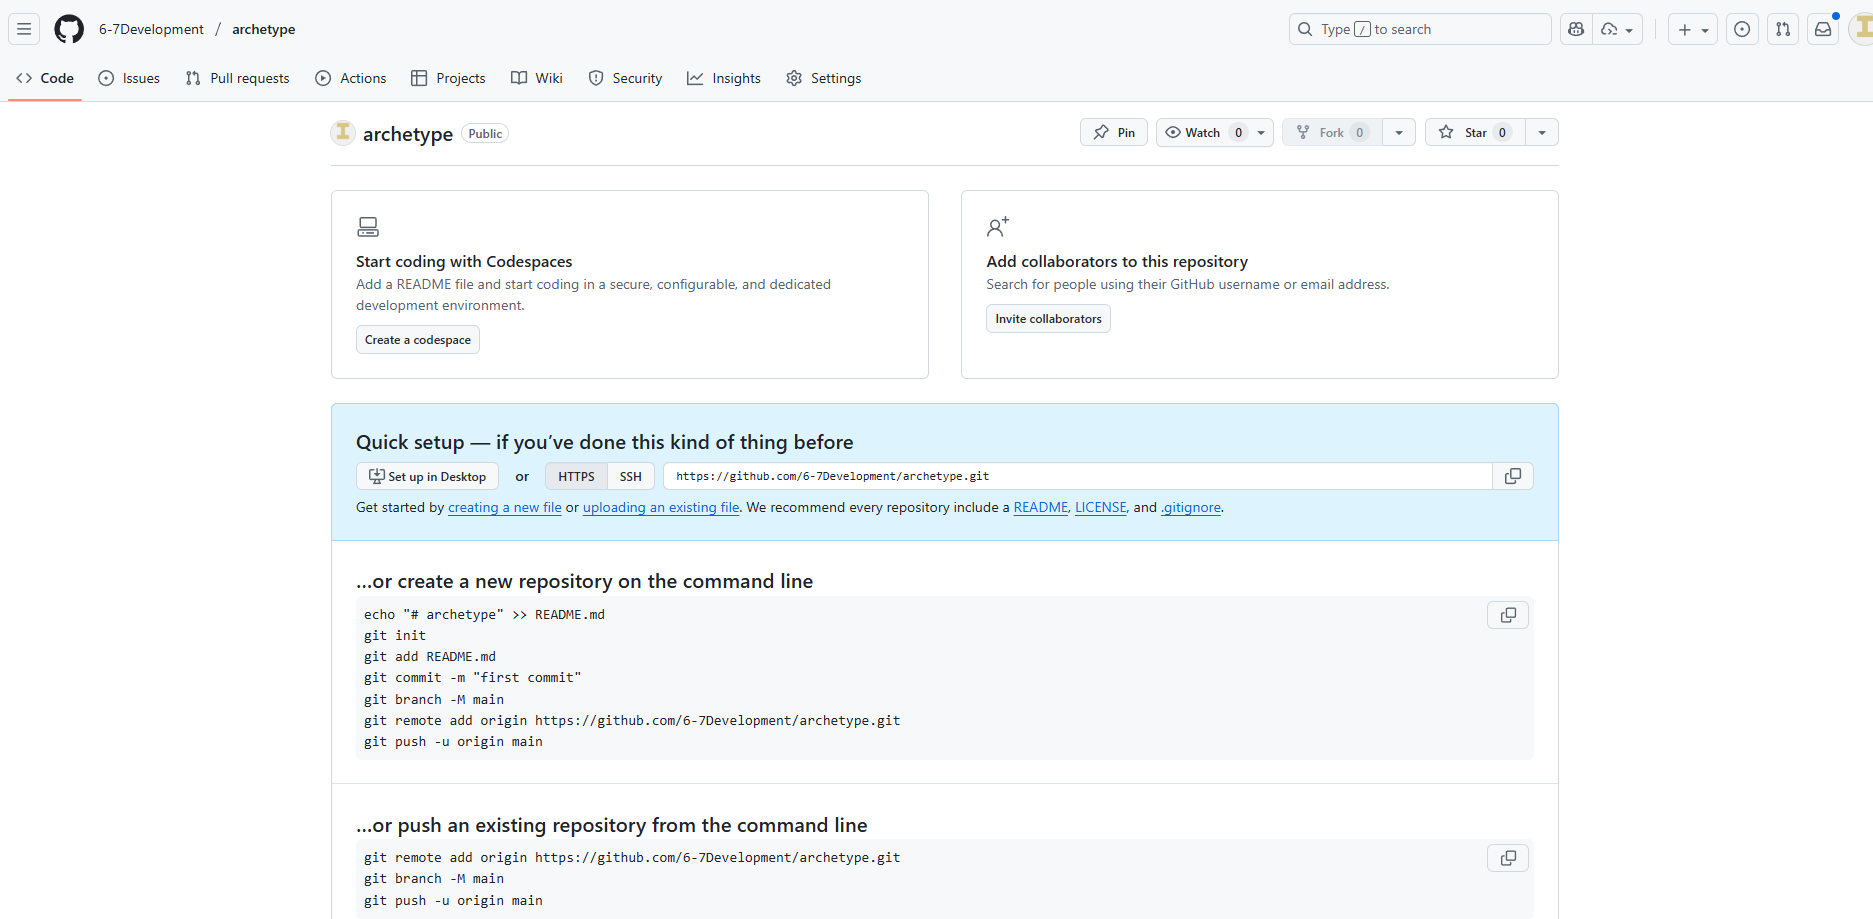 6-7Development / archetype
Type / to search
Code
Issues
Pull requests
Actions
Projects
Wiki
Security
Insights
Settings
archetype Public
Pin
Watch 0
Fork 0
Star 0
Start coding with Codespaces
Add a README file and start coding in a secure, configurable, and dedicated
development environment.
Create a codespace
Add collaborators to this repository
Search for people using their GitHub username or email address.
Invite collaborators
Quick setup — if you’ve done this kind of thing before
Set up in Desktop or HTTPS SSH https://github.com/6-7Development/archetype.git
Get started by creating a new file or uploading an existing file. We recommend every repository include a README, LICENSE, and .gitignore.
…or create a new repository on the command line
echo "# archetype" >> README.md
git init
git add README.md
git commit -m "first commit"
git branch -M main
git remote add origin https://github.com/6-7Development/archetype.git
git push -u origin main
…or push an existing repository from the command line
git remote add origin https://github.com/6-7Development/archetype.git
git branch -M main
git push -u origin main